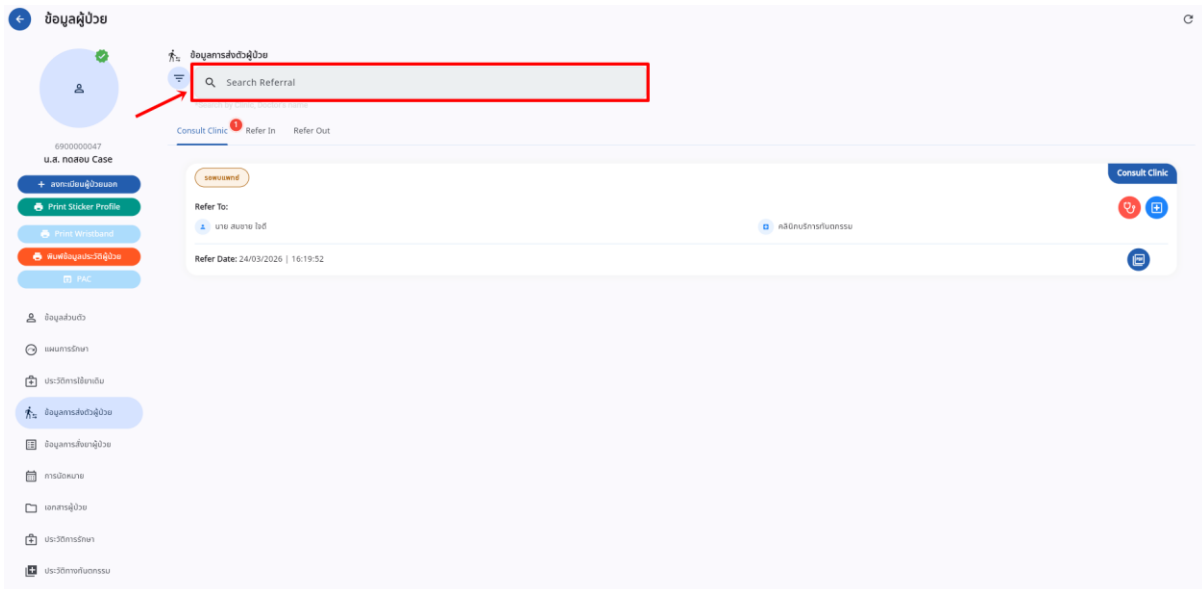 ข้อมูลผู้ป่วย
ข้อมูลการส่งตัวผู้ป่วย
Search Referral
*Search by Clinic, Doctors name
Consult Clinic
1
Refer In
Refer Out
6900000047
น.ส. ทดสอบ Case
+ ลงทะเบียนผู้ป่วยนอก
Print Sticker Profile
Print Wristband
พิมพ์ข้อมูลประวัติผู้ป่วย
PAC
รอพบแพทย์
Consult Clinic
Refer To:
นาย สมชาย ใจดี
คลินิกบริการทันตกรรม
Refer Date: 24/03/2026 | 16:19:52
PDF
ข้อมูลส่วนตัว
แผนการรักษา
ประวัติการใช้ยาเดิม
ข้อมูลการส่งตัวผู้ป่วย
ข้อมูลการสั่งยาผู้ป่วย
การนัดหมาย
เอกสารผู้ป่วย
ประวัติการรักษา
ประวัติทางทันตกรรม